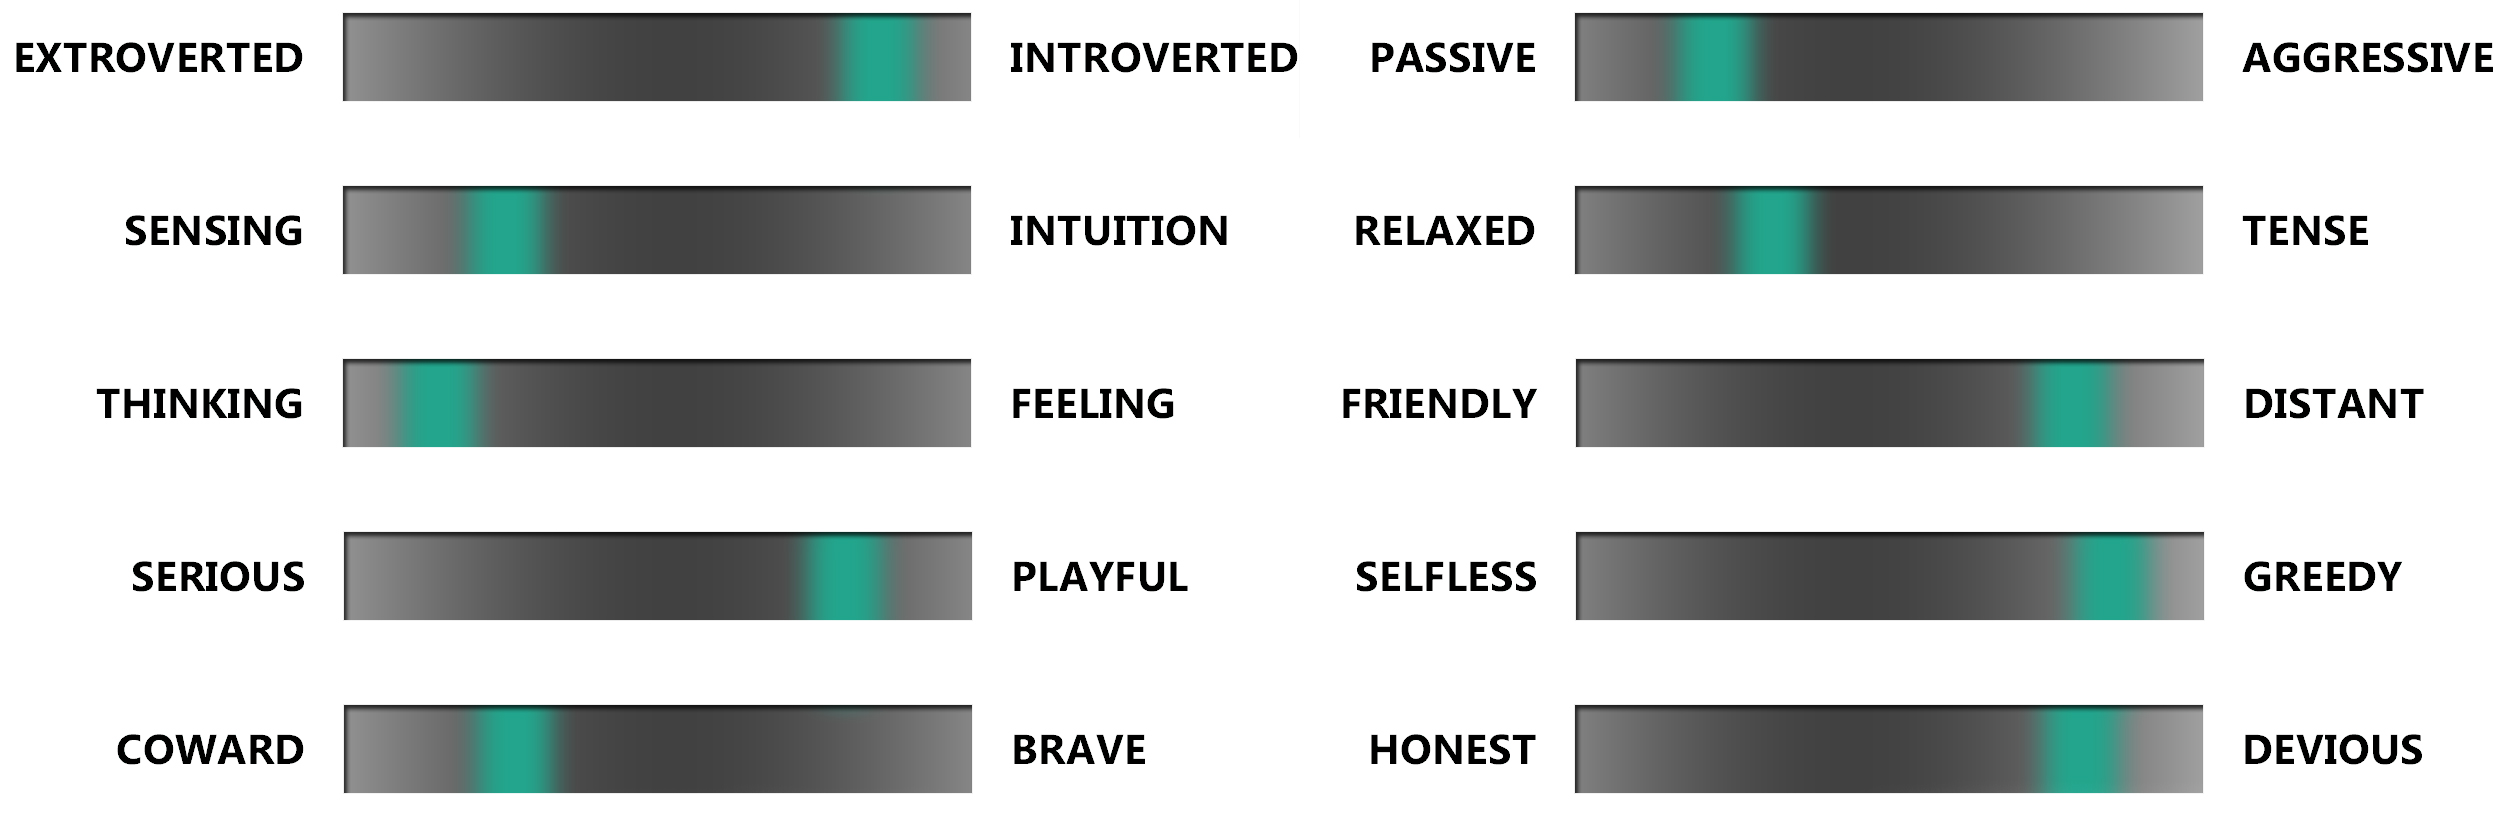 EXTROVERTED INTROVERTED PASSIVE AGGRESSIVE
SENSING INTUITION RELAXED TENSE
THINKING FEELING FRIENDLY DISTANT
SERIOUS PLAYFUL SELFLESS GREEDY
COWARD BRAVE HONEST DEVIOUS